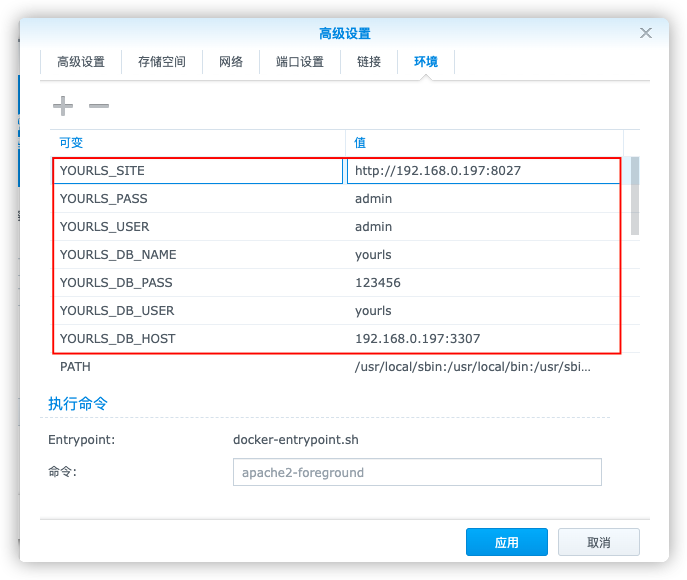 高级设置
高级设置 存储空间 网络 端口设置 链接 环境
可变 值
YOURLS_SITE http://192.168.0.197:8027
YOURLS_PASS admin
YOURLS_USER admin
YOURLS_DB_NAME yourls
YOURLS_DB_PASS 123456
YOURLS_DB_USER yourls
YOURLS_DB_HOST 192.168.0.197:3307
PATH /usr/local/sbin:/usr/local/bin:/usr/sbi...
执行命令
Entrypoint: docker-entrypoint.sh
命令: apache2-foreground
应用 取消